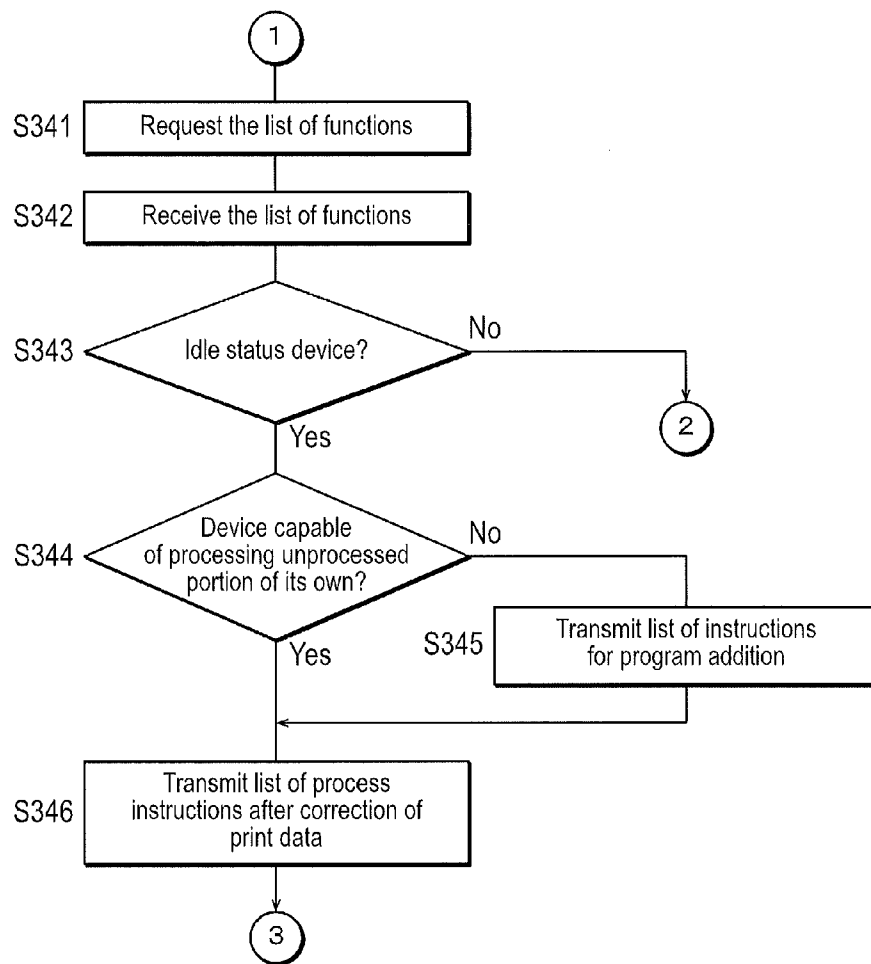 1
S341
Request the list of functions
S342
Receive the list of functions
S343
Idle status device?
No
2
Yes
S344
Device capable
of processing unprocessed
portion of its own?
No
Yes
S345
Transmit list of instructions
for program addition
S346
Transmit list of process
instructions after correction of
print data
3